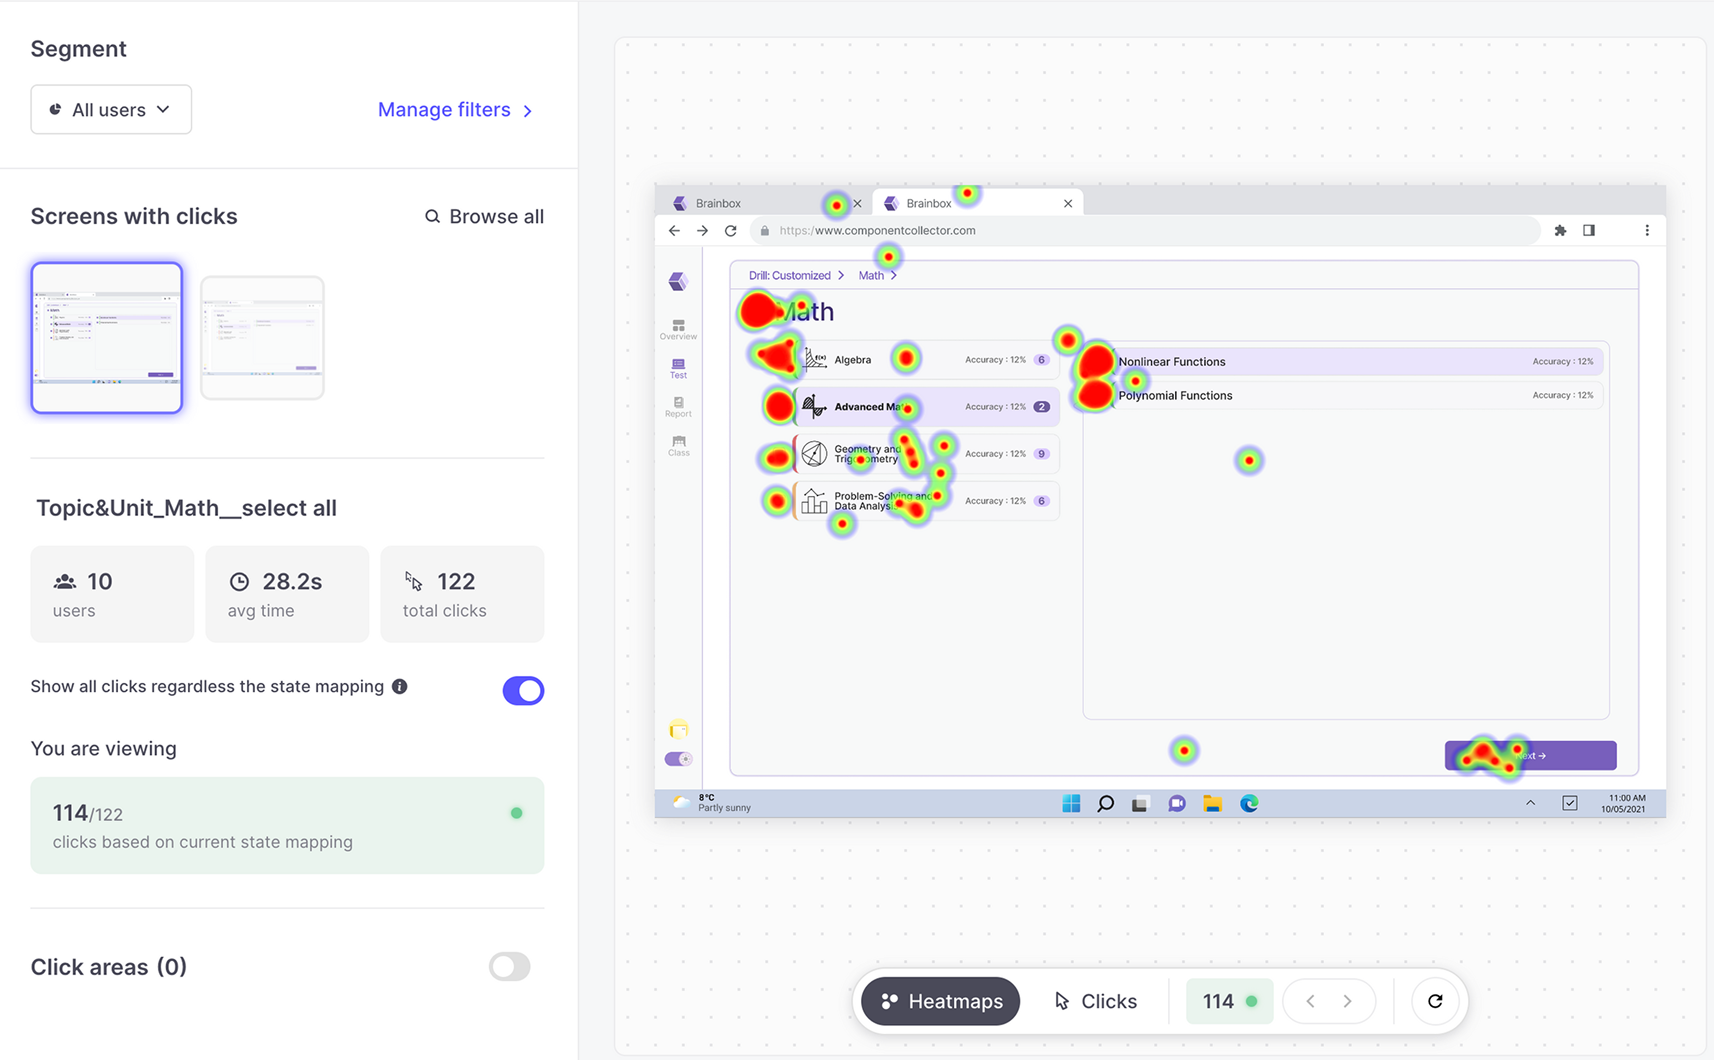 Segment
All users
Manage filters
Screens with clicks
Browse all
Topic&Unit_Math__select all
10
users
28.2s
avg time
122
total clicks
Show all clicks regardless the state mapping
You are viewing
114/122
clicks based on current state mapping
Click areas (0)
Brainbox
Brainbox
https:/www.componentcollector.com
Drill: Customized
Math
Math
Overview
Test
Report
Class
Algebra
Accuracy : 12% 6
Advanced
Accuracy : 12% 2
Geometry and
Accuracy : 12% 9
Problem-Solving and
Data Analysis
Accuracy : 12% 6
Nonlinear Functions
Accuracy : 12%
Polynomial Functions
Accuracy : 12%
Next →
8°C
Partly sunny
11:00 AM
10/05/2021
Heatmaps
Clicks
114